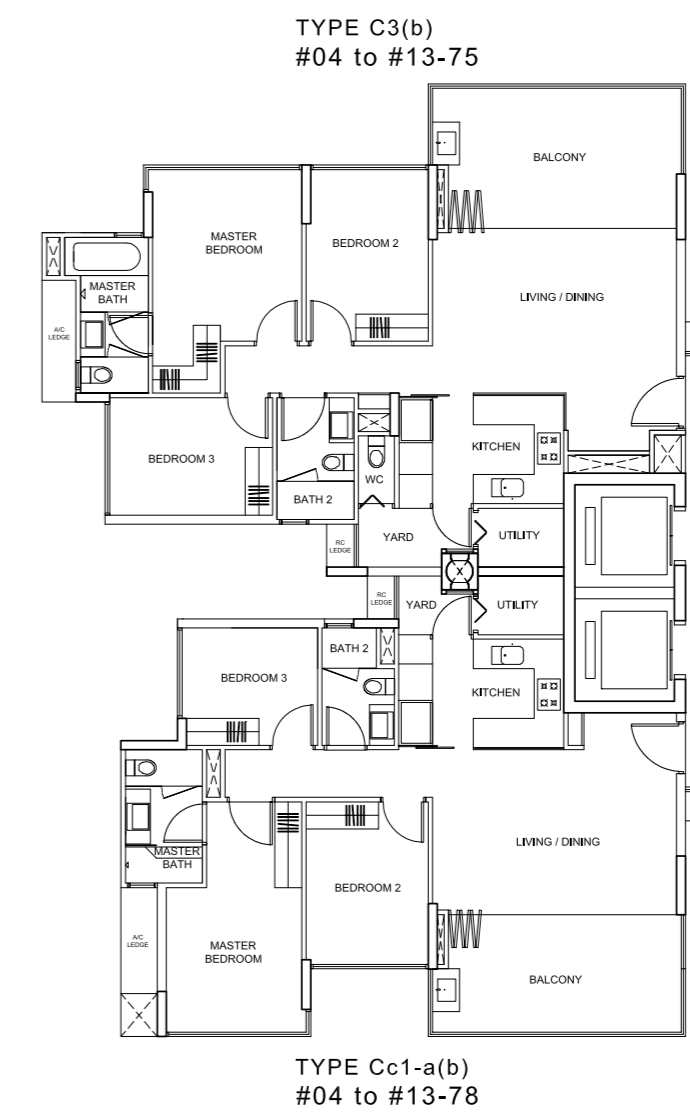 TYPE C3(b)
#04 to #13-75
BALCONY
MASTER
BEDROOM
BEDROOM 2
MASTER
BATH
LIVING / DINING
A/C
LEDGE
KITCHEN
BEDROOM 3
WC
BATH 2
YARD
UTILITY
RC
LEDGE
X
RC
LEDGE
YARD
UTILITY
BATH 2
BEDROOM 3
KITCHEN
LIVING / DINING
MASTER
BATH
BEDROOM 2
A/C
LEDGE
MASTER
BEDROOM
BALCONY
TYPE Cc1-a(b)
#04 to #13-78